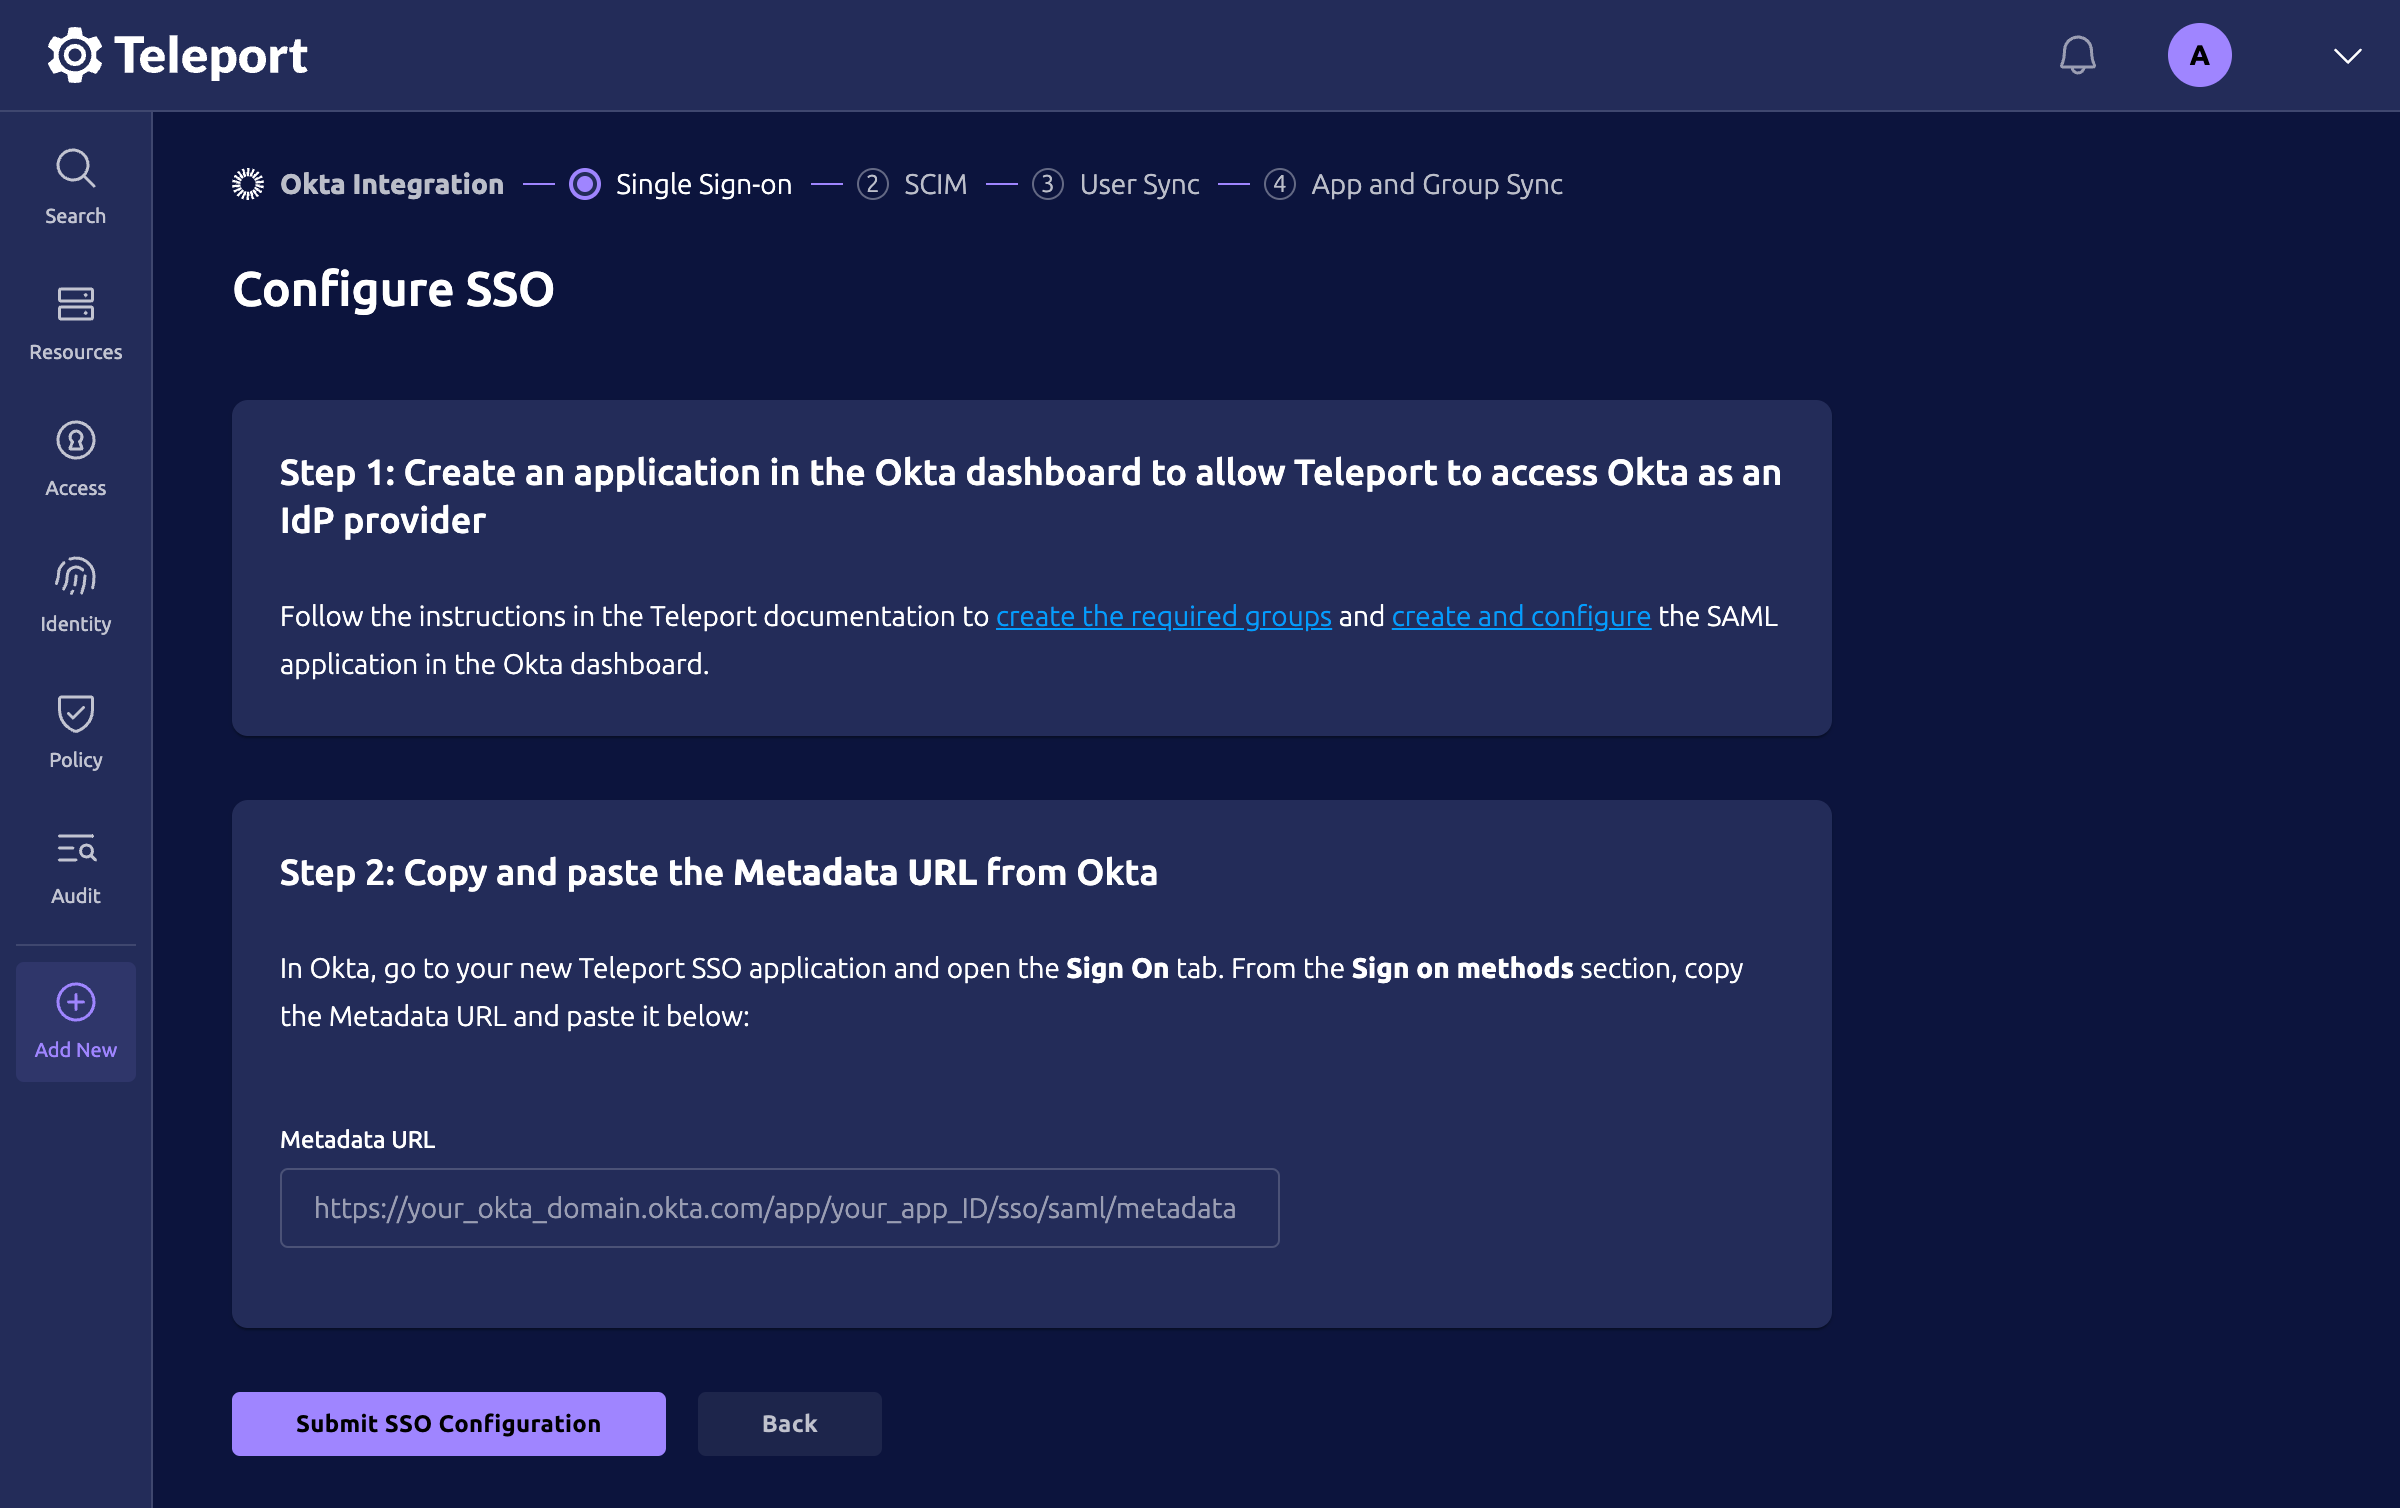 Teleport
A
Search
Resources
Access
Identity
Policy
Audit
Add New
Okta Integration
Single Sign-on
2 SCIM
3 User Sync
4 App and Group Sync
Configure SSO
Step 1: Create an application in the Okta dashboard to allow Teleport to access Okta as an
IdP provider
Follow the instructions in the Teleport documentation to create the required groups and create and configure the SAML
application in the Okta dashboard.
Step 2: Copy and paste the Metadata URL from Okta
In Okta, go to your new Teleport SSO application and open the Sign On tab. From the Sign on methods section, copy
the Metadata URL and paste it below:
Metadata URL
https://your_okta_domain.okta.com/app/your_app_ID/sso/saml/metadata
Submit SSO Configuration
Back